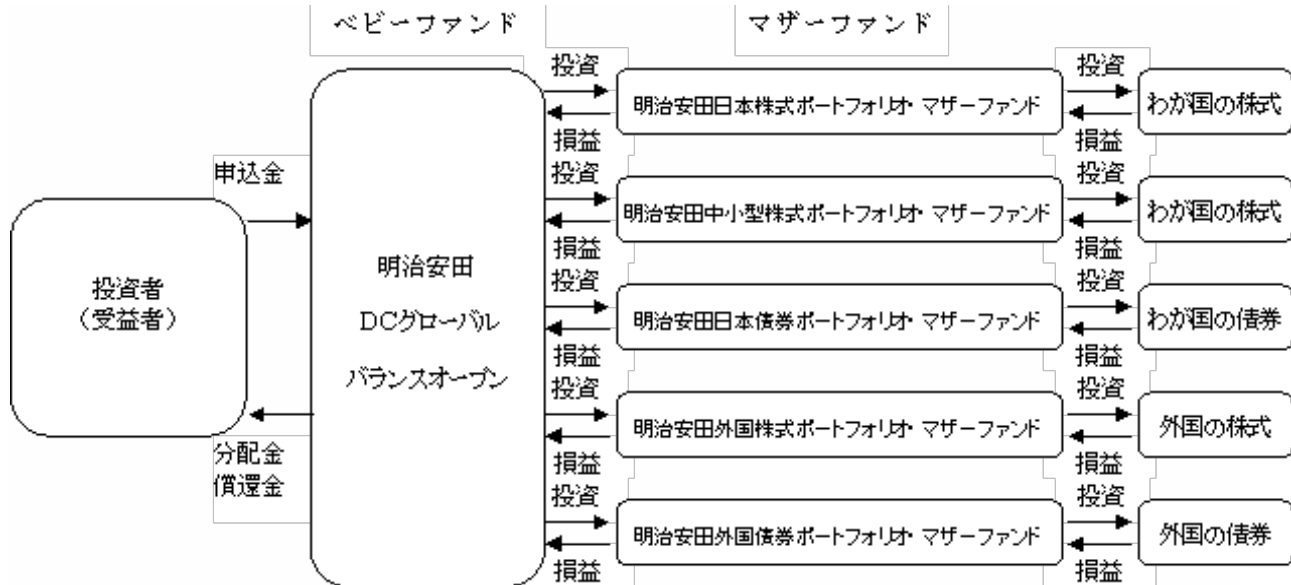 ベビーファンド
マザーファンド
投資者
（受益者）
申込金
分配金
償還金
明治安田
DCグローバル
バランスオープン
投資
明治安田日本株式ポートフォリオ・マザーファンド
投資
わが国の株式
損益
損益
投資
明治安田中小型株式ポートフォリオ・マザーファンド
投資
わが国の株式
損益
損益
投資
明治安田日本債券ポートフォリオ・マザーファンド
投資
わが国の債券
損益
損益
投資
明治安田外国株式ポートフォリオ・マザーファンド
投資
外国の株式
損益
損益
投資
明治安田外国債券ポートフォリオ・マザーファンド
投資
外国の債券
損益
損益